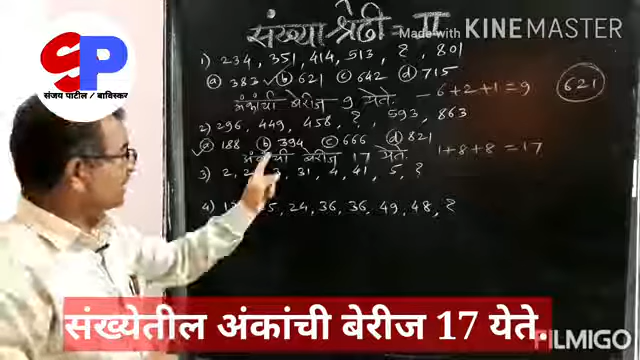 SP
संजय पाटील / बाविस्कर
Made with KINEMASTER
संख्या श्रेढी = II
1) 234, 351, 414, 513, ?, 801
a) 383 b) 621 c) 642 d) 715
अंकांची बेरीज 9 येते. – 6+2+1=9 621
2) 296, 449, 458, ?, 593, 863
a) 188 b) 394 c) 666 d) 821
अंकांची बेरीज 17 येते 1+8+8=17
3) 2, 3, 31, 4, 41, 5, ?
4) 5, 24, 36, 36, 49, 48, ?
संख्येतील अंकांची बेरीज 17 येते.
FILMIGO